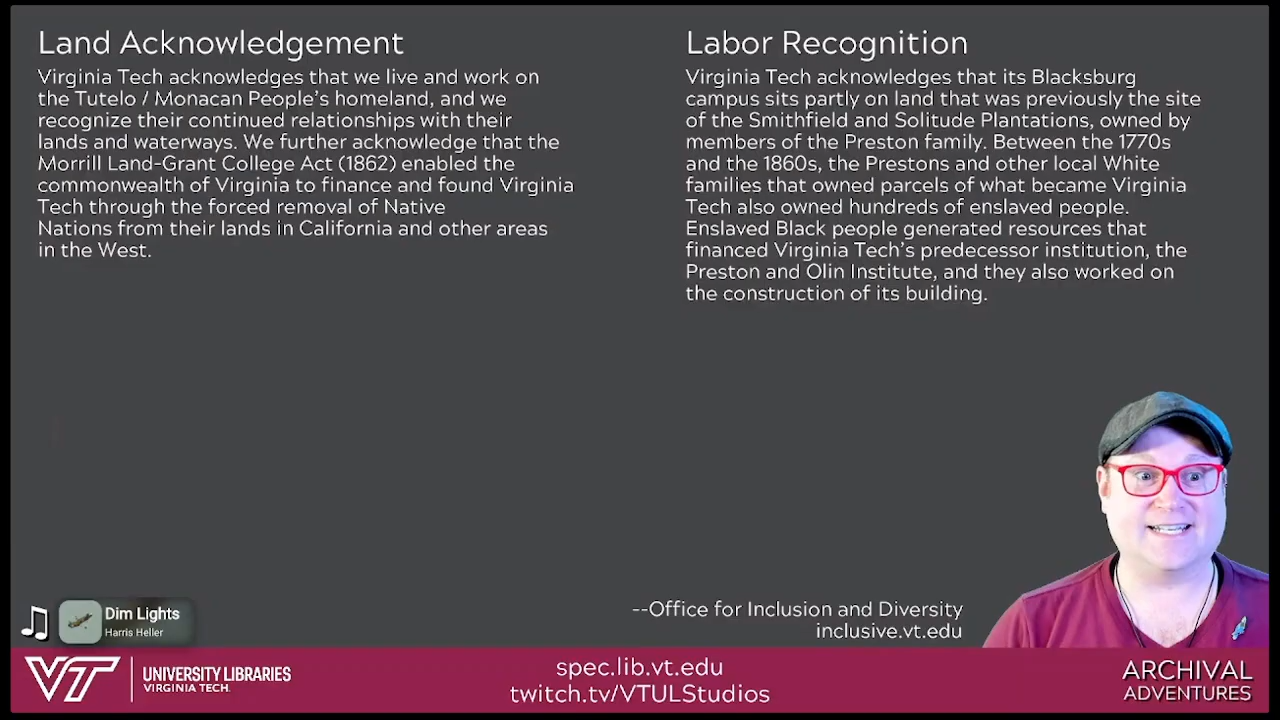 Land Acknowledgement
Virginia Tech acknowledges that we live and work on
the Tutelo / Monacan People's homeland, and we
recognize their continued relationships with their
lands and waterways. We further acknowledge that the
Morrill Land-Grant College Act (1862) enabled the
commonwealth of Virginia to finance and found Virginia
Tech through the forced removal of Native
Nations from their lands in California and other areas
in the West.
Labor Recognition
Virginia Tech acknowledges that its Blacksburg
campus sits partly on land that was previously the site
of the Smithfield and Solitude Plantations, owned by
members of the Preston family. Between the 1770s
and the 1860s, the Prestons and other local White
families that owned parcels of what became Virginia
Tech also owned hundreds of enslaved people.
Enslaved Black people generated resources that
financed Virginia Tech's predecessor institution, the
Preston and Olin Institute, and they also worked on
the construction of its building.
--Office for Inclusion and Diversity
inclusive.vt.edu
Dim Lights
Harris Heller
VT
UNIVERSITY LIBRARIES
VIRGINIA TECH.
spec.lib.vt.edu
twitch.tv/VTULStudios
ARCHIVAL
ADVENTURES